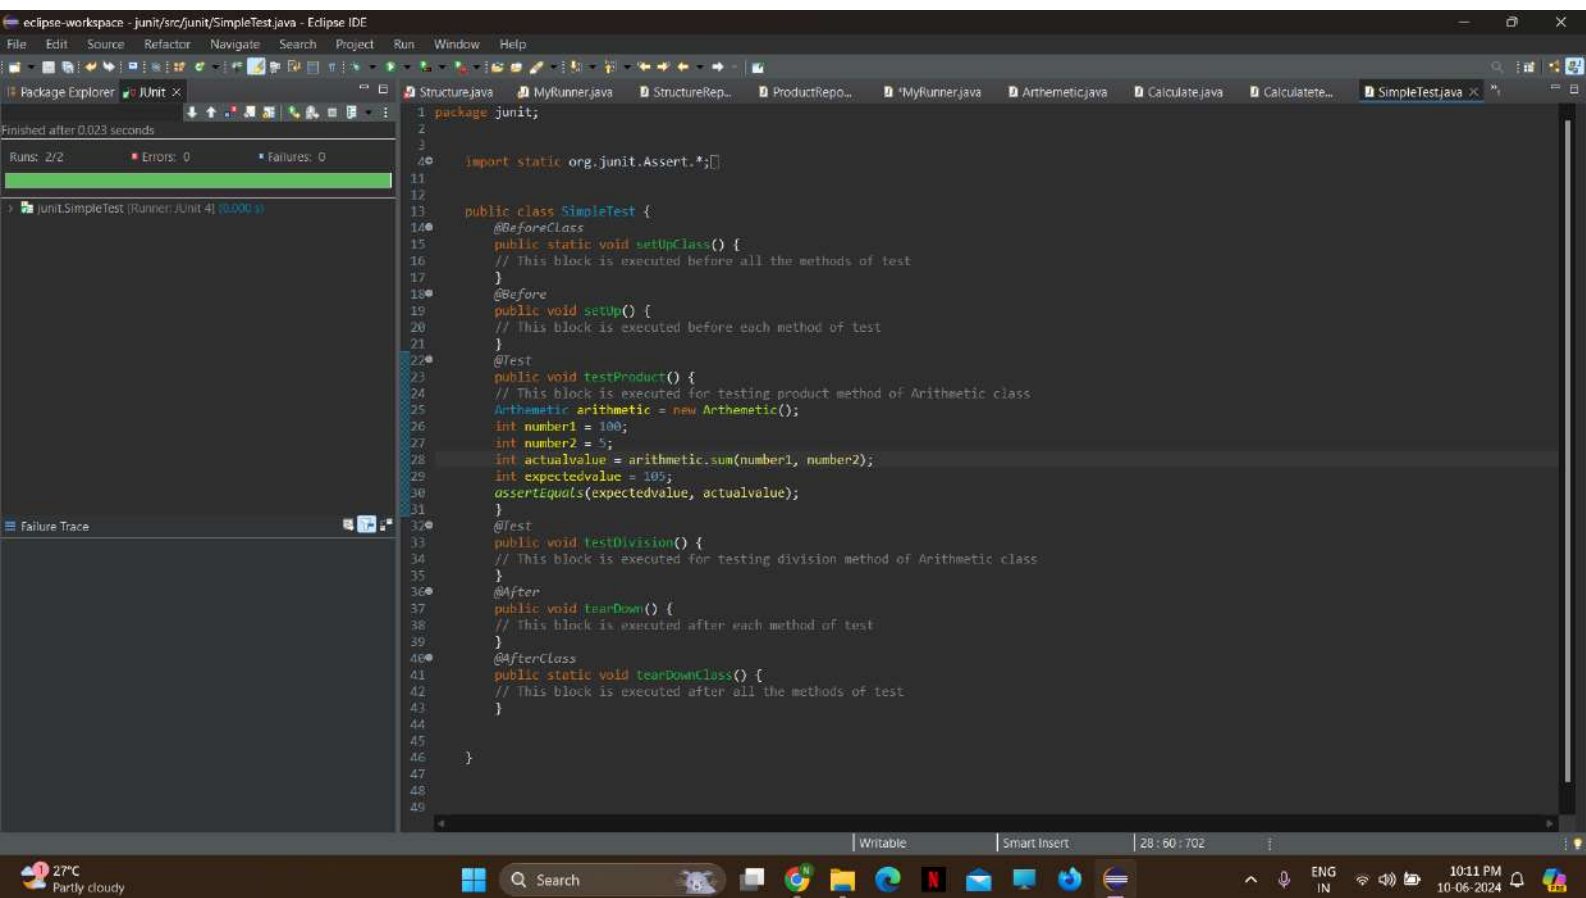 eclipse-workspace - junit/src/junit/SimpleTest.java - Eclipse IDE
File Edit Source Refactor Navigate Search Project Run Window Help
Package Explorer JUnit
Structure.java MyRunner.java StructureRep... ProductRepo... *MyRunner.java Arthemetic.java Calculate.java Calculatete... SimpleTest.java
Finished after 0.023 seconds
Runs: 2/2 Errors: 0 Failures: 0
junit.SimpleTest [Runner: JUnit 4] (0.000 s)
Failure Trace
1 package junit;
2
3
4 import static org.junit.Assert.*;
11
12
13 public class SimpleTest {
14 @BeforeClass
15 public static void setUpClass() {
16 // This block is executed before all the methods of test
17 }
18 @Before
19 public void setUp() {
20 // This block is executed before each method of test
21 }
22 @Test
23 public void testProduct() {
24 // This block is executed for testing product method of Arithmetic class
25 Arthemetic arithmetic = new Arthemetic();
26 int number1 = 100;
27 int number2 = 5;
28 int actualvalue = arithmetic.sum(number1, number2);
29 int expectedvalue = 105;
30 assertEquals(expectedvalue, actualvalue);
31 }
32 @Test
33 public void testDivision() {
34 // This block is executed for testing division method of Arithmetic class
35 }
36 @After
37 public void tearDown() {
38 // This block is executed after each method of test
39 }
40 @AfterClass
41 public static void tearDownClass() {
42 // This block is executed after all the methods of test
43 }
44
45
46 }
47
48
49
Writable Smart Insert 28 : 60 : 702
27°C
Partly cloudy
Search
ENG
IN
10:11 PM
10-06-2024